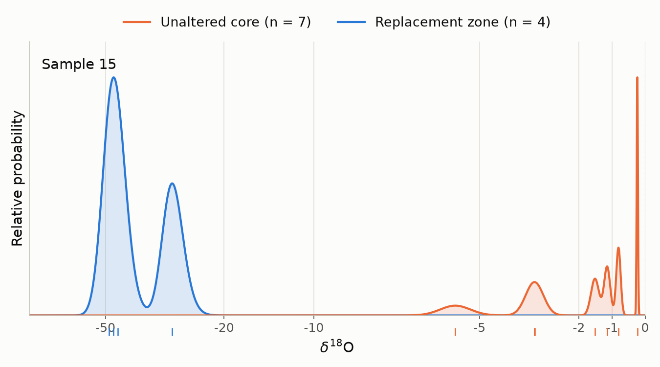 Unaltered core (n = 7) Replacement zone (n = 4)
Sample 15
Relative probability
-50 -20 -10 -5 -2 -1 0
δ¹⁸O